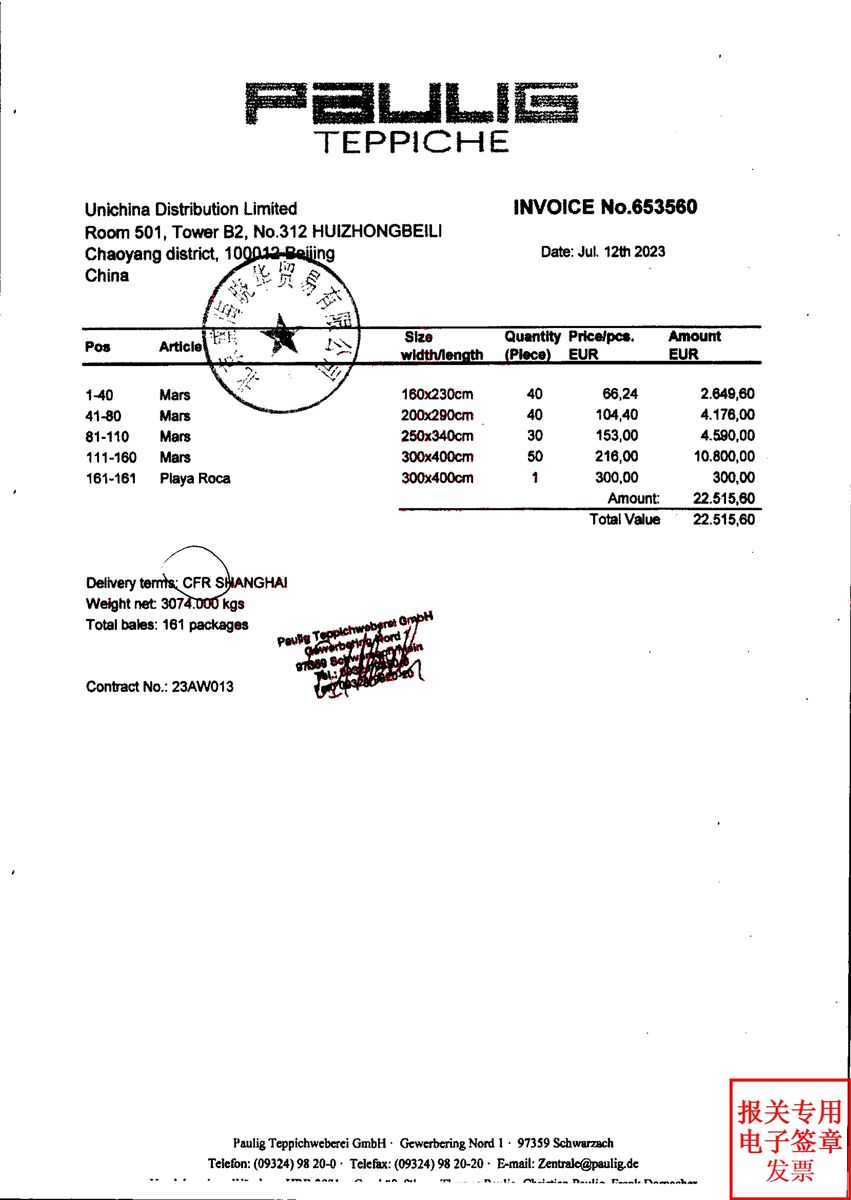 PAULIG
TEPPICHE
Unichina Distribution Limited
INVOICE No.653560
Room 501, Tower B2, No.312 HUIZHONGBEILI
Chaoyang district, 100012 Beijing
Date: Jul. 12th 2023
China
Pos Article Size width/length Quantity (Piece) Price/pcs. EUR Amount EUR
1-40 Mars 160x230cm 40 66,24 2.649,60
41-80 Mars 200x290cm 40 104,40 4.176,00
81-110 Mars 250x340cm 30 153,00 4.590,00
111-160 Mars 300x400cm 50 216,00 10.800,00
161-161 Playa Roca 300x400cm 1 300,00 300,00
Amount: 22.515,60
Total Value 22.515,60
Delivery terms: CFR SHANGHAI
Weight net: 3074.000 kgs
Total bales: 161 packages
Paulig Teppichweberei GmbH
Gewerbering Nord 1
97359 Schwarzach/Main
Contract No.: 23AW013
Paulig Teppichweberei GmbH · Gewerbering Nord 1 · 97359 Schwarzach
Telefon: (09324) 98 20-0 · Telefax: (09324) 98 20-20 · E-mail: Zentrale@paulig.de
报关专用
电子签章
发票